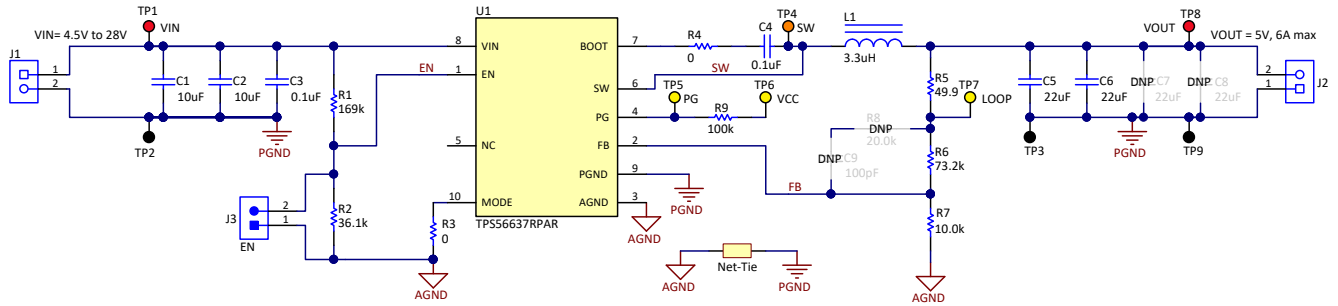 VIN= 4.5V to 28V
TP1
VIN
J1
1
2
C1
10uF
C2
10uF
C3
0.1uF
TP2
PGND
R1
169k
EN
J3
2
1
EN
R2
36.1k
R3
0
AGND
U1
8
VIN
1
EN
5
NC
10
MODE
BOOT
7
SW
6
PG
4
FB
2
PGND
9
AGND
3
TPS56637RPAR
R4
0
C4
0.1uF
TP4
SW
L1
3.3uH
SW
TP5
PG
R9
100k
TP6
VCC
PGND
AGND
FB
AGND
Net-Tie
PGND
R5
49.9
TP7
LOOP
R8
DNP
20.0k
DNP
C9
100pF
R6
73.2k
R7
10.0k
AGND
C5
22uF
C6
22uF
DNP
C7
22uF
DNP
C8
22uF
TP3
PGND
TP9
VOUT
TP8
VOUT = 5V, 6A max
2
1
J2